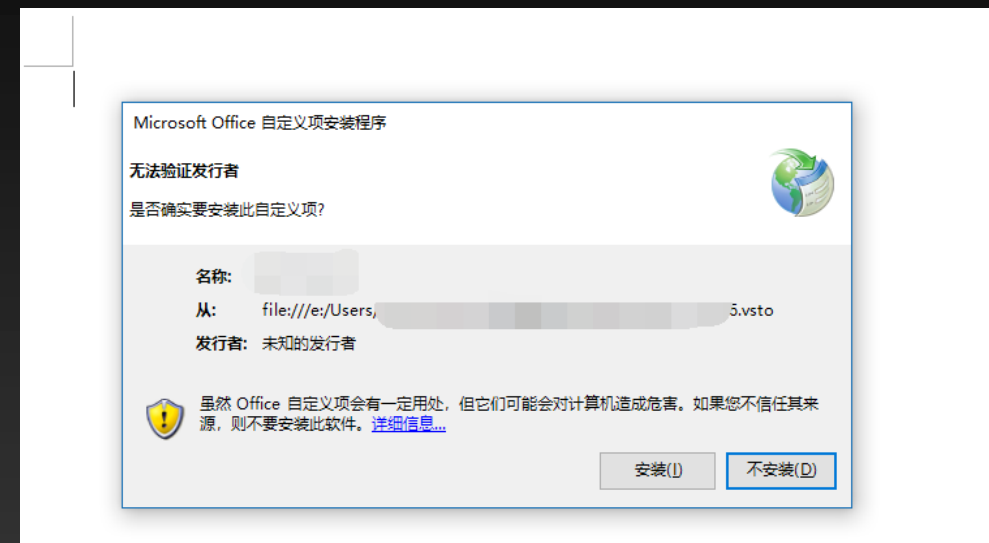 Microsoft Office 自定义项安装程序
无法验证发行者
是否确实要安装此自定义项?
名称:
从: file:///e:/Users/ 5.vsto
发行者: 未知的发行者
虽然 Office 自定义项会有一定用处，但它们可能会对计算机造成危害。如果您不信任其来
源，则不要安装此软件。详细信息...
安装(I) 不安装(D)